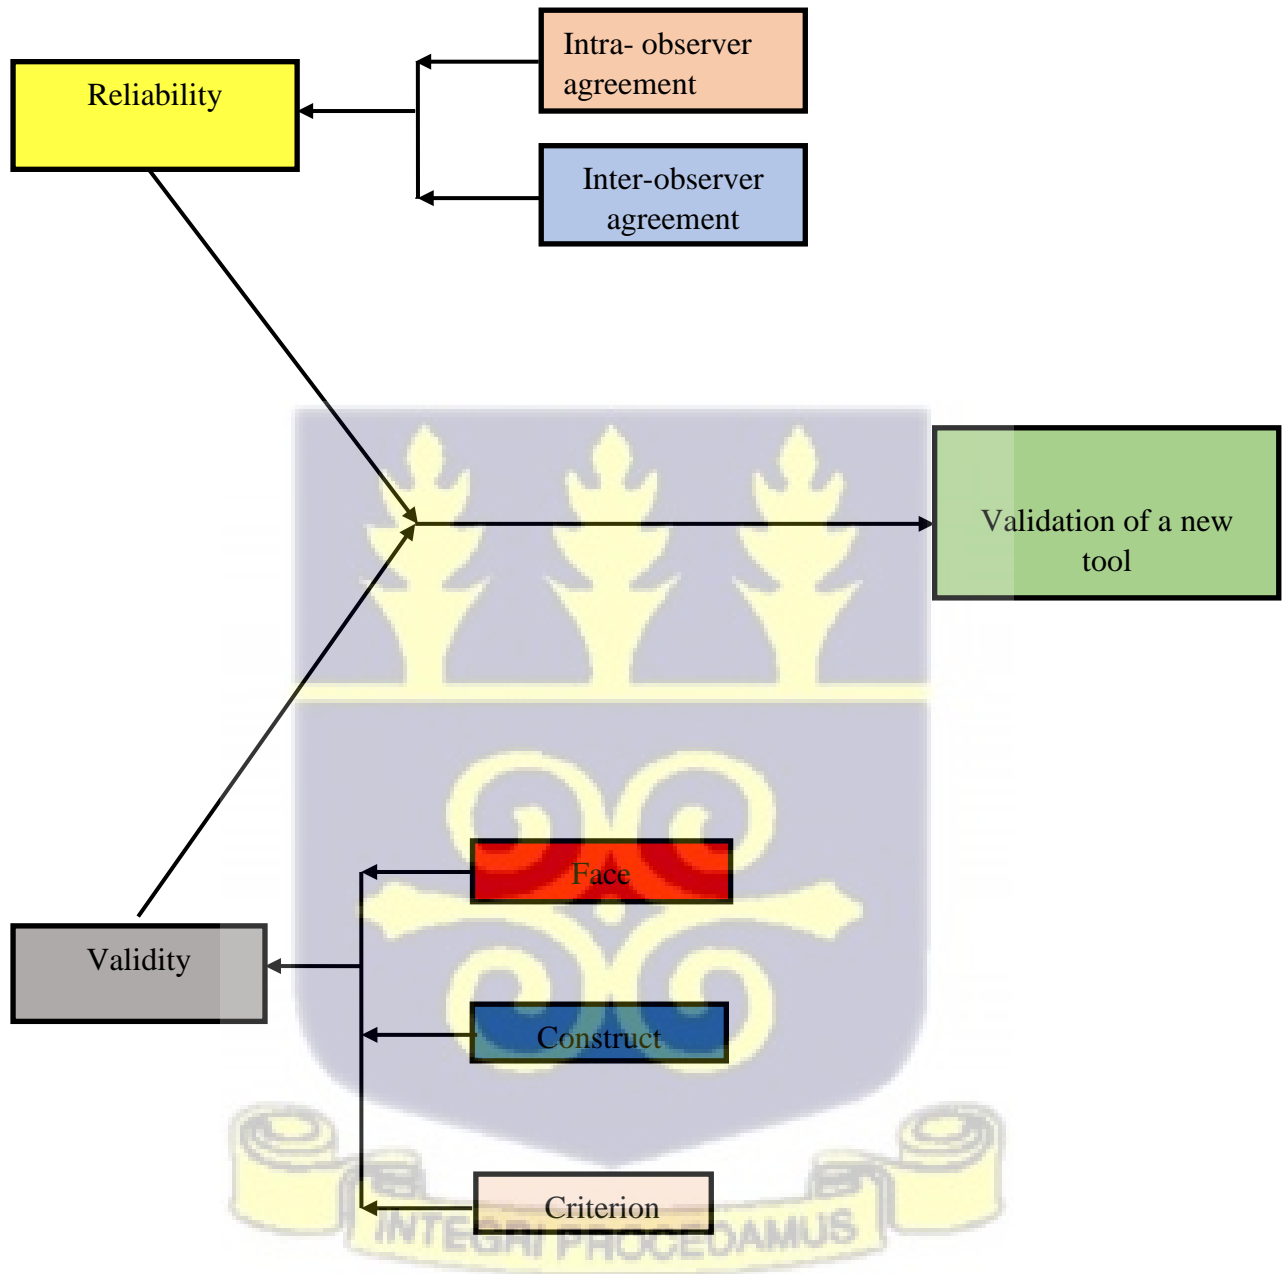 Intra- observer
agreement
Reliability
Inter-observer
agreement
Validation of a new
tool
Face
Validity
Construct
Criterion
INTEGRI PROCEDAMUS